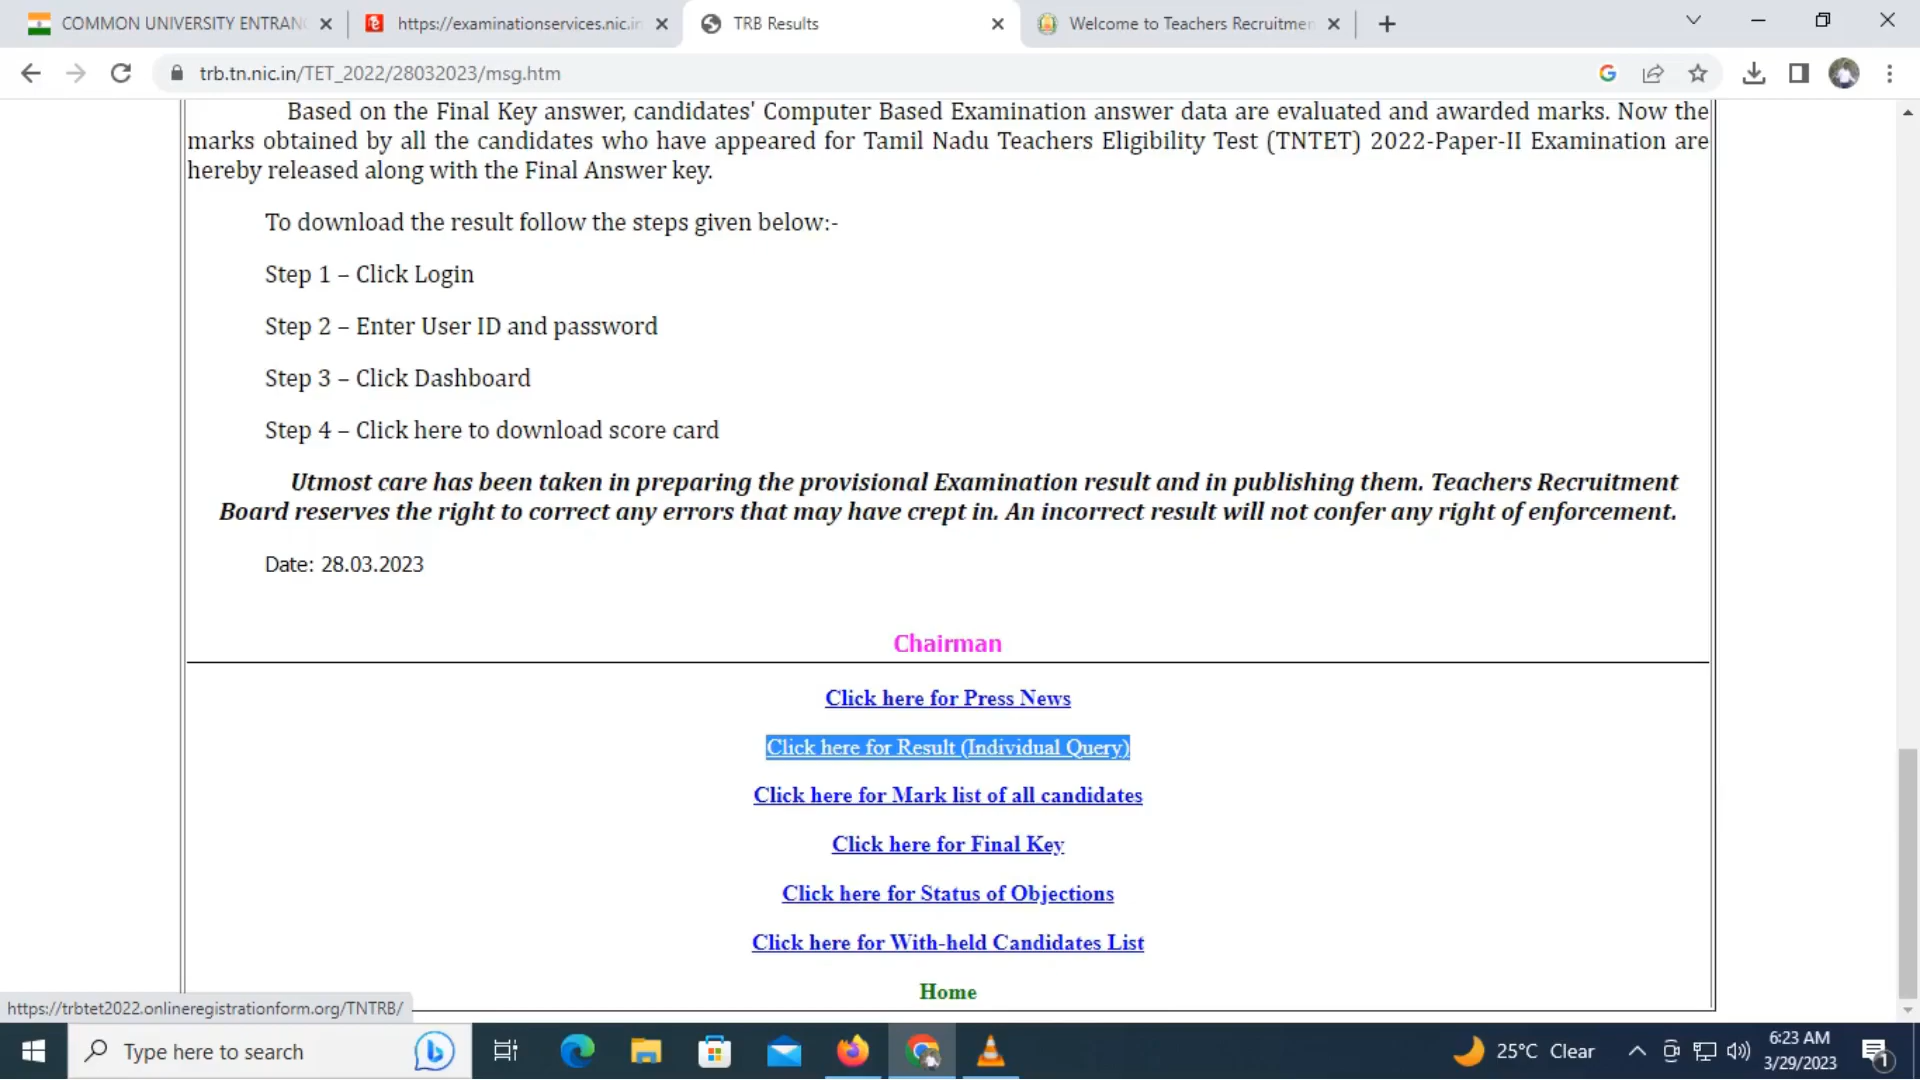 COMMON UNIVERSITY ENTRAN
https://examinationservices.nic.in
TRB Results
Welcome to Teachers Recruitmen
trb.tn.nic.in/TET_2022/28032023/msg.htm
Based on the Final Key answer, candidates' Computer Based Examination answer data are evaluated and awarded marks. Now the
marks obtained by all the candidates who have appeared for Tamil Nadu Teachers Eligibility Test (TNTET) 2022-Paper-II Examination are
hereby released along with the Final Answer key.
To download the result follow the steps given below:-
Step 1 – Click Login
Step 2 – Enter User ID and password
Step 3 – Click Dashboard
Step 4 – Click here to download score card
Utmost care has been taken in preparing the provisional Examination result and in publishing them. Teachers Recruitment
Board reserves the right to correct any errors that may have crept in. An incorrect result will not confer any right of enforcement.
Date: 28.03.2023
Chairman
Click here for Press News
Click here for Result (Individual Query)
Click here for Mark list of all candidates
Click here for Final Key
Click here for Status of Objections
Click here for With-held Candidates List
Home
https://trbtet2022.onlineregistrationform.org/TNTRB/
Type here to search
25°C Clear
6:23 AM
3/29/2023
1